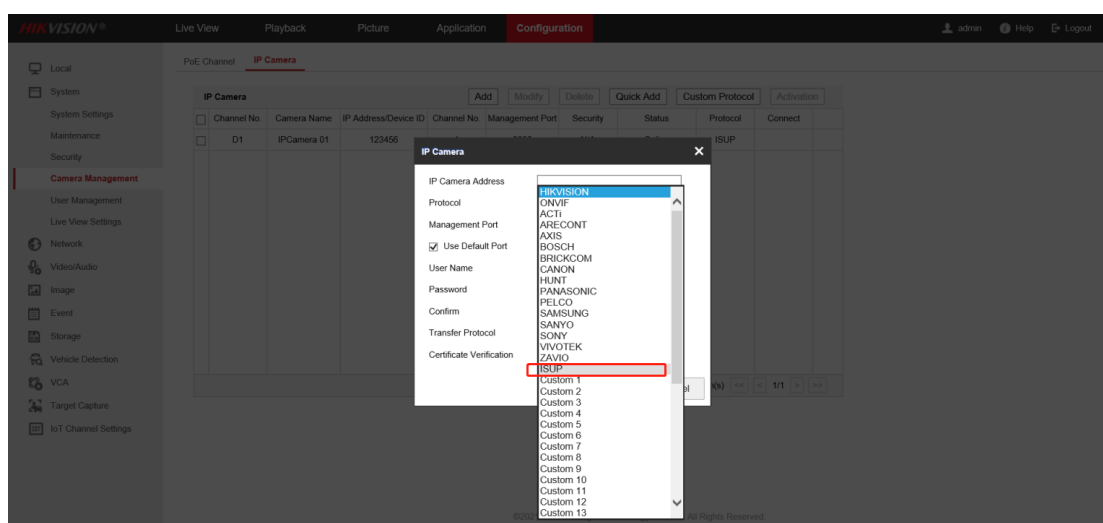 HIKVISION®
Live View Playback Picture Application Configuration admin Help Logout
Local
System
System Settings
Maintenance
Security
Camera Management
User Management
Live View Settings
Network
Video/Audio
Image
Event
Storage
Vehicle Detection
VCA
Target Capture
IoT Channel Settings
PoE Channel IP Camera
IP Camera Add Modify Delete Quick Add Custom Protocol Activation
Channel No. Camera Name IP Address/Device ID Channel No. Management Port Security Status Protocol Connect
D1 IPCamera 01 123456 ISUP
IP Camera
IP Camera Address
Protocol
Management Port
Use Default Port
User Name
Password
Confirm
Transfer Protocol
Certificate Verification
HIKVISION
ONVIF
ACTi
ARECONT
AXIS
BOSCH
BRICKCOM
CANON
HUNT
PANASONIC
PELCO
SAMSUNG
SANYO
SONY
VIVOTEK
ZAVIO
ISUP
Custom 1
Custom 2
Custom 3
Custom 4
Custom 5
Custom 6
Custom 7
Custom 8
Custom 9
Custom 10
Custom 11
Custom 12
Custom 13
<< < 1/1 > >>
All Rights Reserved.